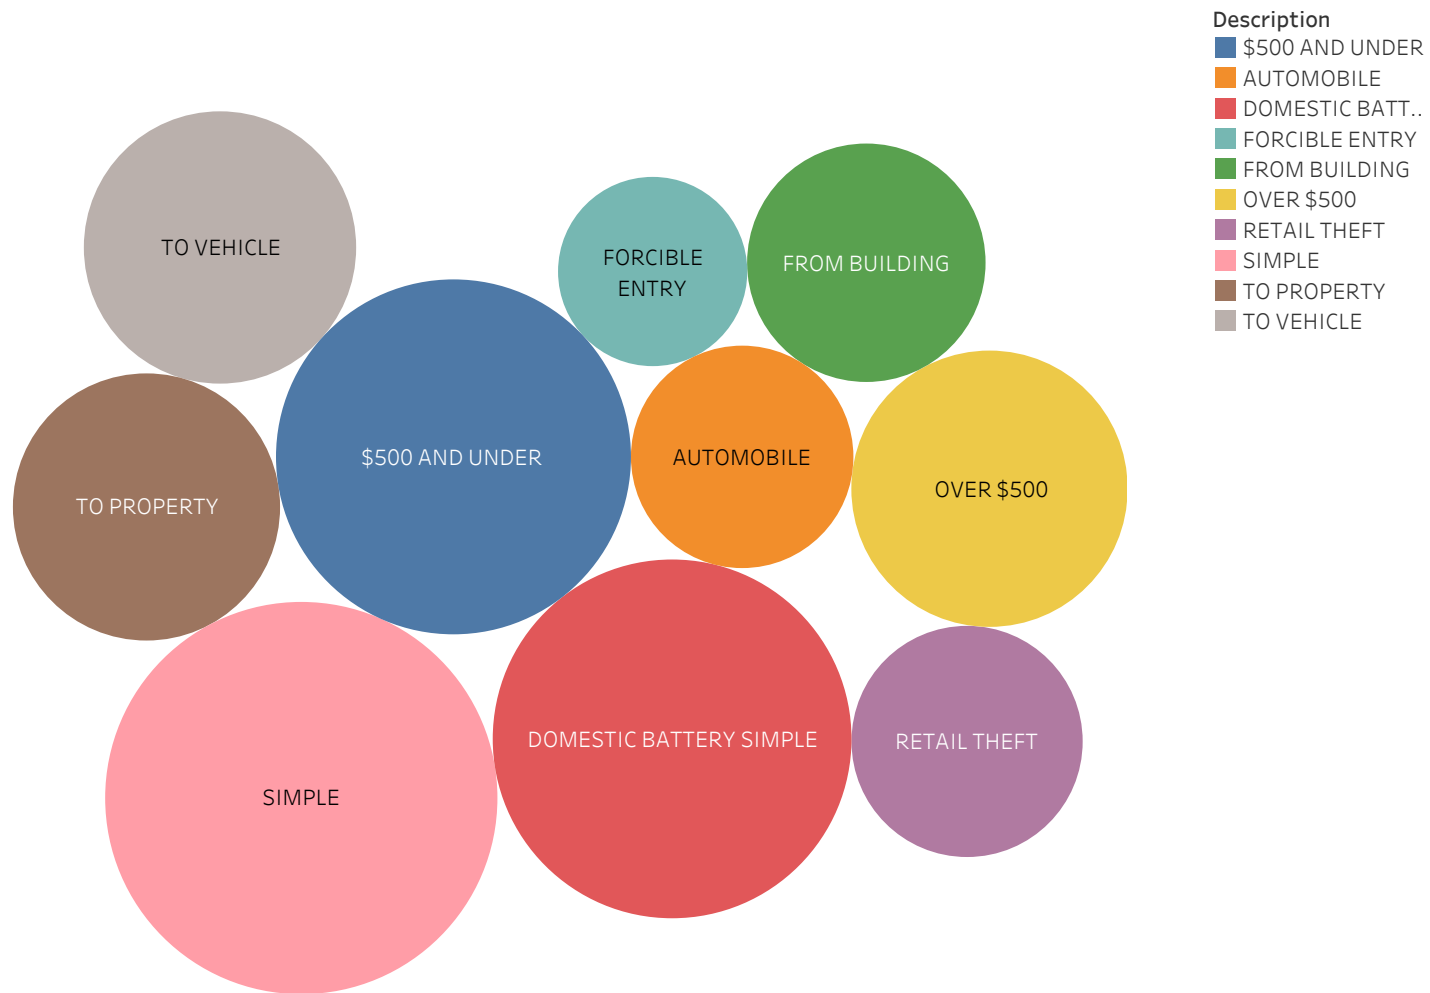 Description
$500 AND UNDER
AUTOMOBILE
DOMESTIC BATT..
FORCIBLE ENTRY
FROM BUILDING
OVER $500
RETAIL THEFT
SIMPLE
TO PROPERTY
TO VEHICLE
TO VEHICLE
FORCIBLE
ENTRY
FROM BUILDING
$500 AND UNDER
AUTOMOBILE
OVER $500
TO PROPERTY
DOMESTIC BATTERY SIMPLE
RETAIL THEFT
SIMPLE